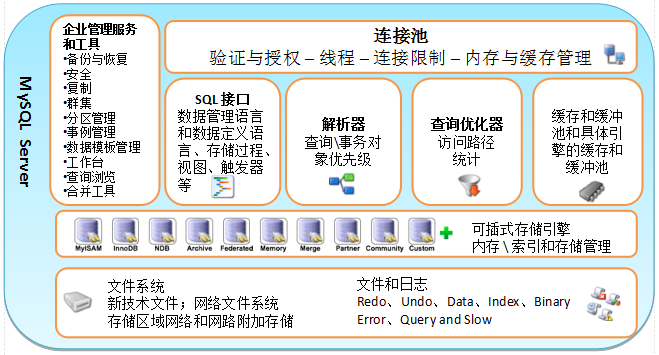 MySQL Server
企业管理服务
和工具
•备份与恢复
•安全
•复制
•群集
•分区管理
•事例管理
•数据模板管理
•工作台
•查询浏览
•合并工具
连接池
验证与授权 – 线程 – 连接限制 – 内存与缓存管理
SQL 接口
数据管理语言
和数据定义语
言、存储过程、
视图、触发器
等
解析器
查询\事务对
象优先级
查询优化器
访问路径
统计
缓存和缓冲
池和具体引
擎的缓存和
缓冲池
MyISAM InnoDB NDB Archive Federated Memory Merge Partner Community Custom
可插式存储引擎
内存 \ 索引和存储管理
文件系统
新技术文件；网络文件系统
存储区域网络和网路附加存储
文件和日志
Redo、Undo、Data、Index、Binary
Error、Query and Slow